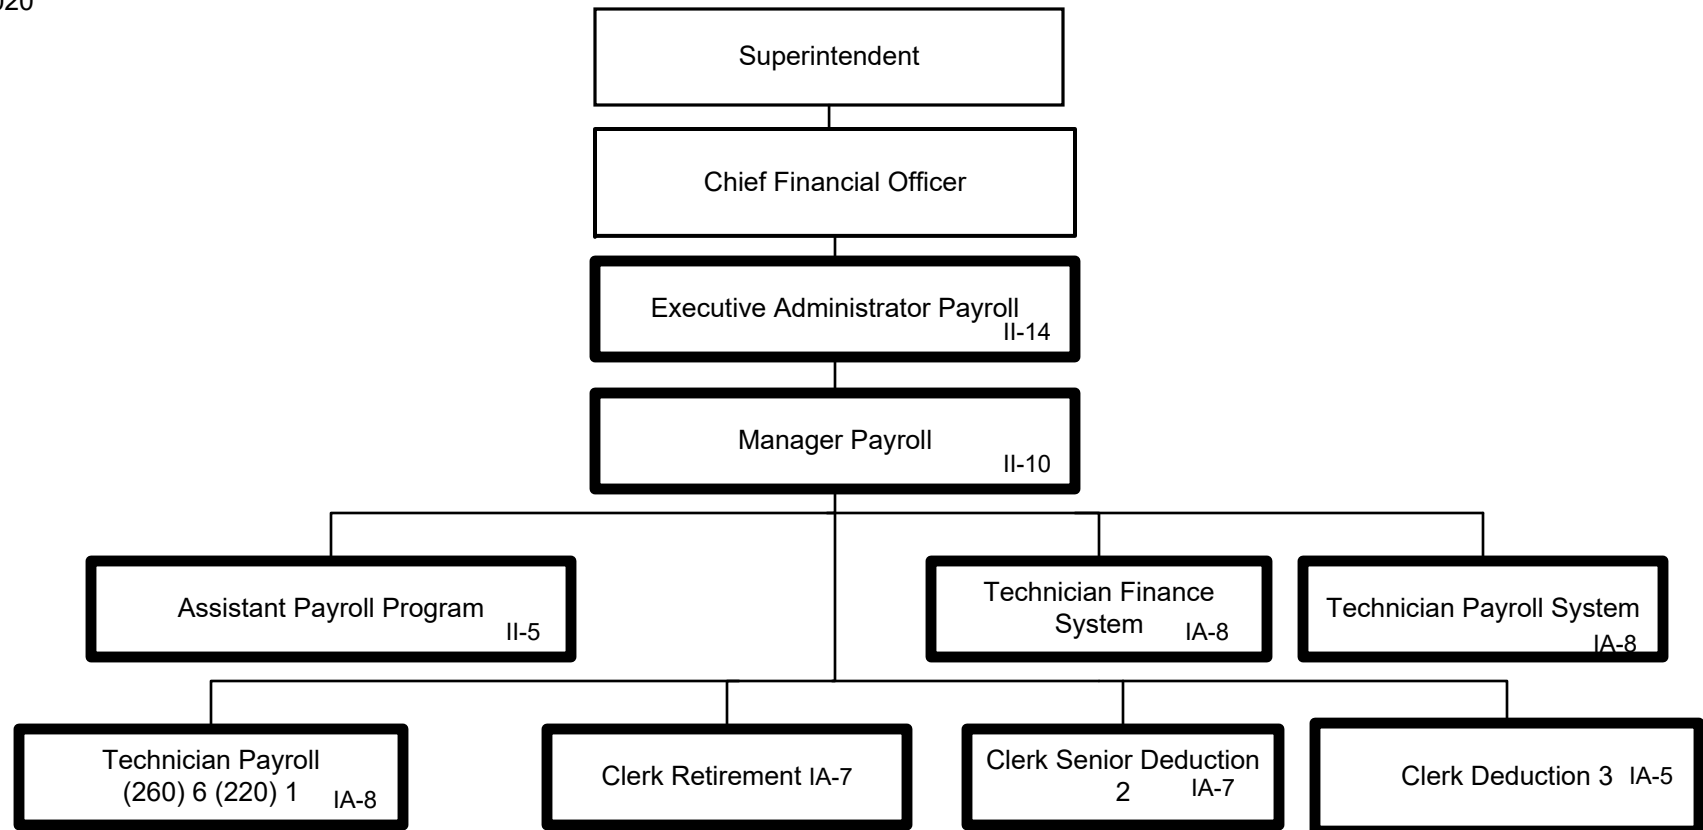 Superintendent
Chief Financial Officer
Executive Administrator Payroll
II-14
Manager Payroll
II-10
Assistant Payroll Program
II-5
Technician Finance
System IA-8
Technician Payroll System
IA-8
Technician Payroll
(260) 6 (220) 1 IA-8
Clerk Retirement IA-7
Clerk Senior Deduction
2 IA-7
Clerk Deduction 3 IA-5